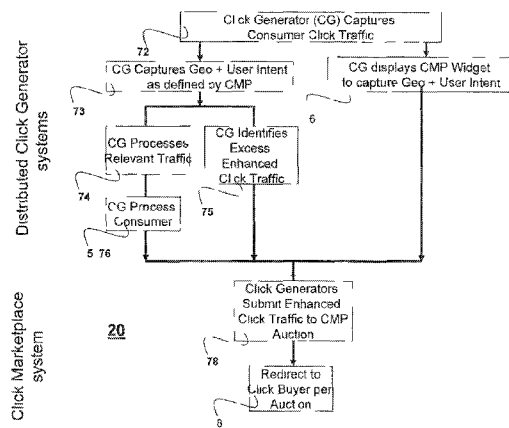 Click Generator (CG) Captures
Consumer Click Traffic
72
CG Captures Geo + User Intent
as defined by CMP
73
CG displays CMP Widget
to capture Geo + User Intent
6
CG Processes
Relevant Traffic
74
CG Identifies
Excess
Enhanced
Click Traffic
75
CG Process
Consumer
5 76
Distributed Click Generator
systems
Click Generators
Submit Enhanced
Click Traffic to CMP
Auction
78
20
Redirect to
Click Buyer per
Auction
8
Click Marketplace
system